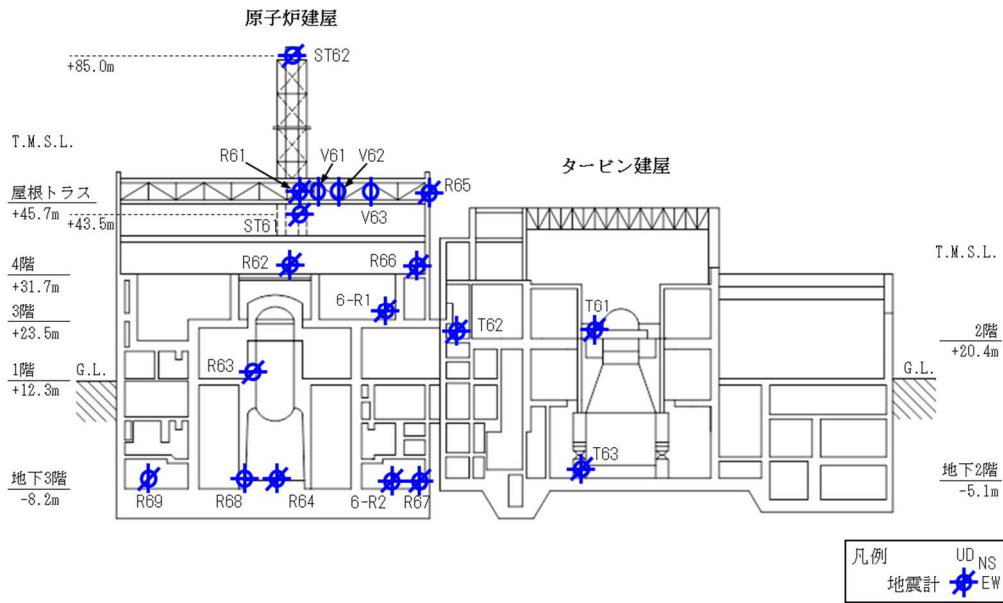 原子炉建屋
ST62
+85.0m
T.M.S.L.
R61
V61
V62
タービン建屋
屋根トラス
+45.7m
R65
+43.5m
ST61
V63
T.M.S.L.
4階
+31.7m
R62
R66
3階
+23.5m
6-R1
T62
T61
2階
+20.4m
1階
+12.3m
G.L.
R63
G.L.
地下3階
-8.2m
R69
R68
R64
6-R2
R67
T63
地下2階
-5.1m
凡例
UD
NS
地震計
EW